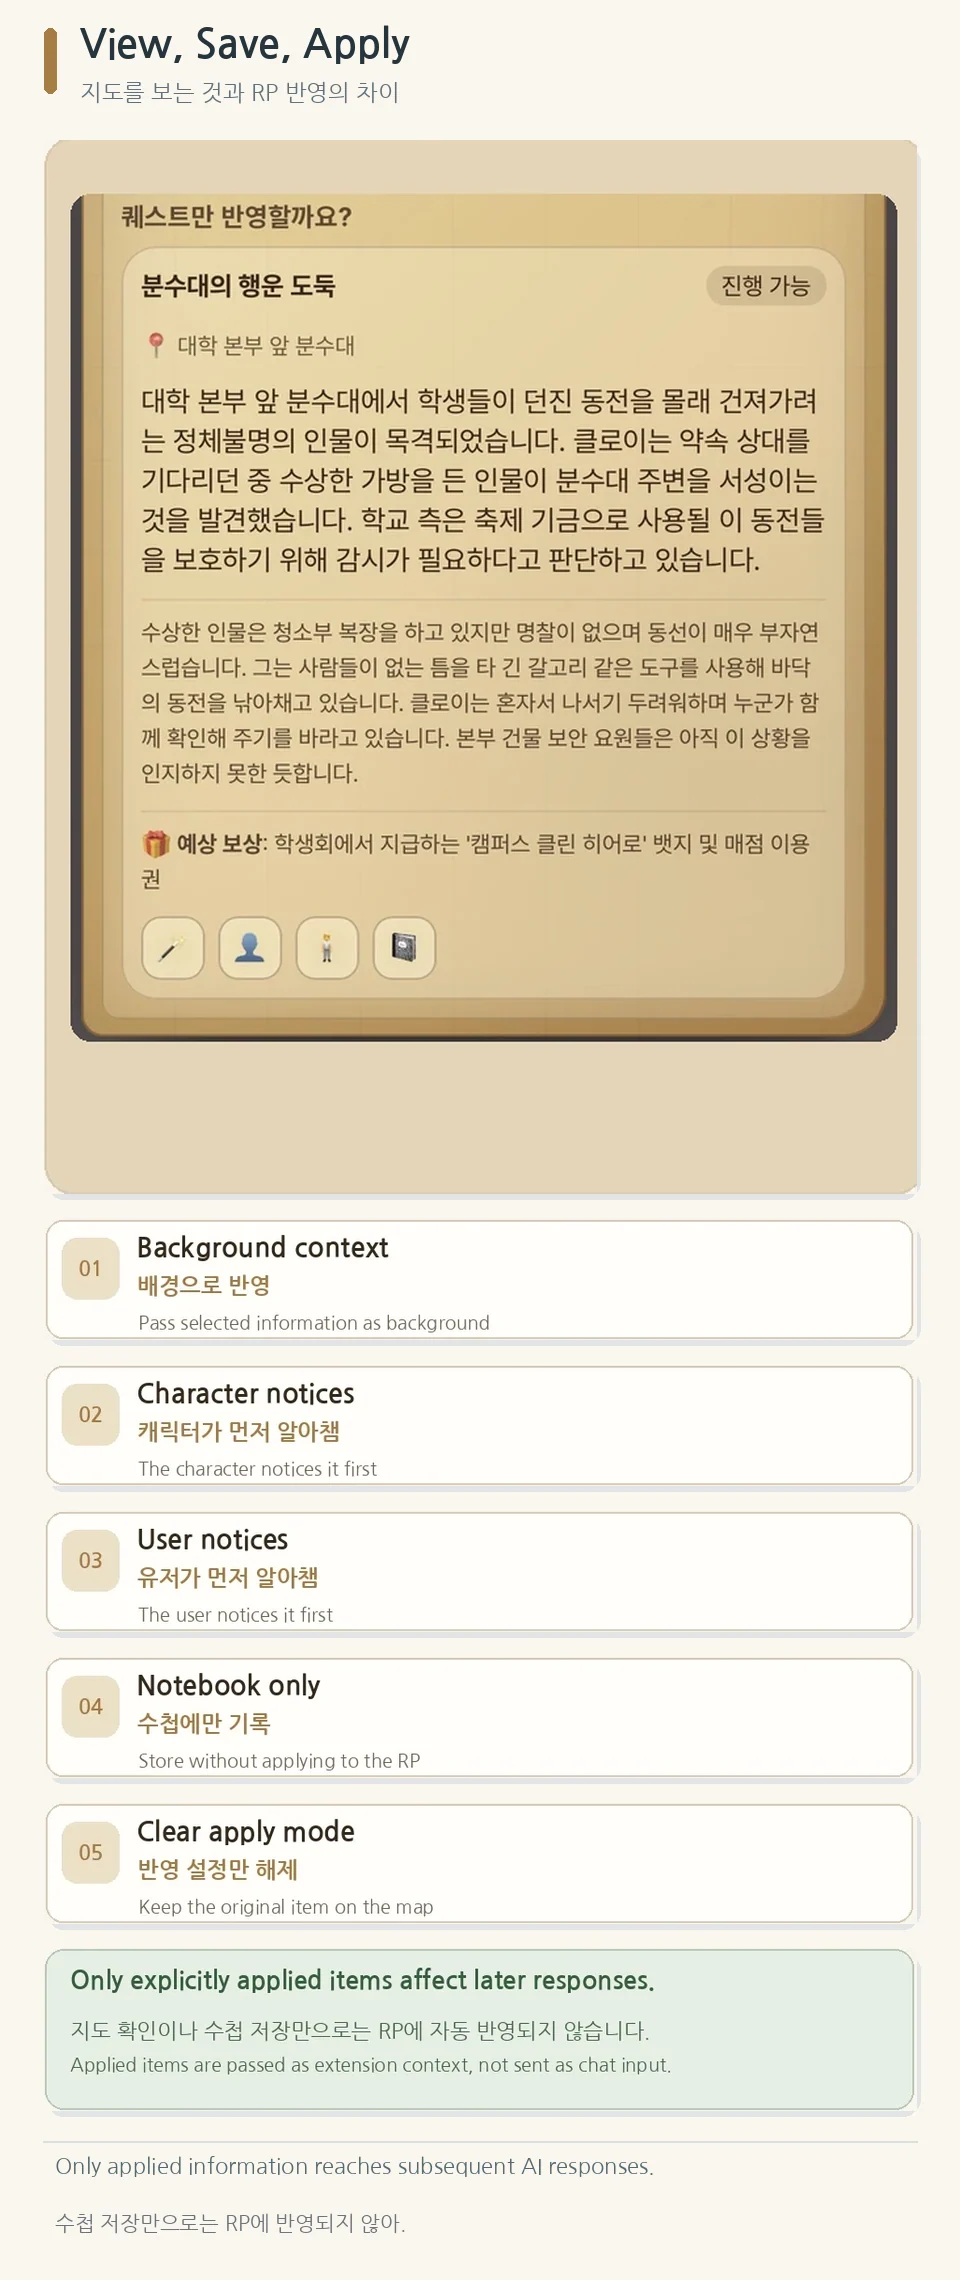 View, Save, Apply
지도를 보는 것과 RP 반영의 차이
퀘스트만 반영할까요?
분수대의 행운 도둑
진행 가능
대학 본부 앞 분수대
대학 본부 앞 분수대에서 학생들이 던진 동전을 몰래 건져가려
는 정체불명의 인물이 목격되었습니다. 클로이는 약속 상대를
기다리던 중 수상한 가방을 든 인물이 분수대 주변을 서성이는
것을 발견했습니다. 학교 측은 축제 기금으로 사용될 이 동전들
을 보호하기 위해 감시가 필요하다고 판단하고 있습니다.
수상한 인물은 청소부 복장을 하고 있지만 명찰이 없으며 동선이 매우 부자연
스럽습니다. 그는 사람들이 없는 틈을 타 긴 갈고리 같은 도구를 사용해 바닥
의 동전을 낚아채고 있습니다. 클로이는 혼자서 나서기 두려워하며 누군가 함
께 확인해 주기를 바라고 있습니다. 본부 건물 보안 요원들은 아직 이 상황을
인지하지 못한 듯합니다.
예상 보상: 학생회에서 지급하는 '캠퍼스 클린 히어로' 뱃지 및 매점 이용
권
01
Background context
배경으로 반영
Pass selected information as background
02
Character notices
캐릭터가 먼저 알아챔
The character notices it first
03
User notices
유저가 먼저 알아챔
The user notices it first
04
Notebook only
수첩에만 기록
Store without applying to the RP
05
Clear apply mode
반영 설정만 해제
Keep the original item on the map
Only explicitly applied items affect later responses.
지도 확인이나 수첩 저장만으로는 RP에 자동 반영되지 않습니다.
Applied items are passed as extension context, not sent as chat input.
Only applied information reaches subsequent AI responses.
수첩 저장만으로는 RP에 반영되지 않아.